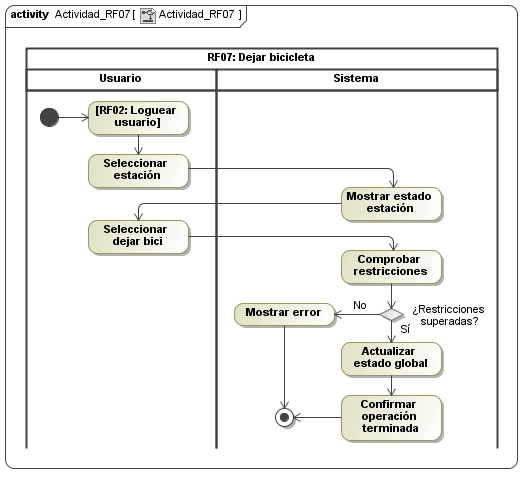 activity Actividad_RF07 [ Actividad_RF07 ]
RF07: Dejar bicicleta
Usuario
Sistema
[RF02: Loguear
usuario]
Seleccionar
estación
Mostrar estado
estación
Seleccionar
dejar bici
Comprobar
restricciones
¿Restricciones
superadas?
No
Mostrar error
Sí
Actualizar
estado global
Confirmar
operación
terminada